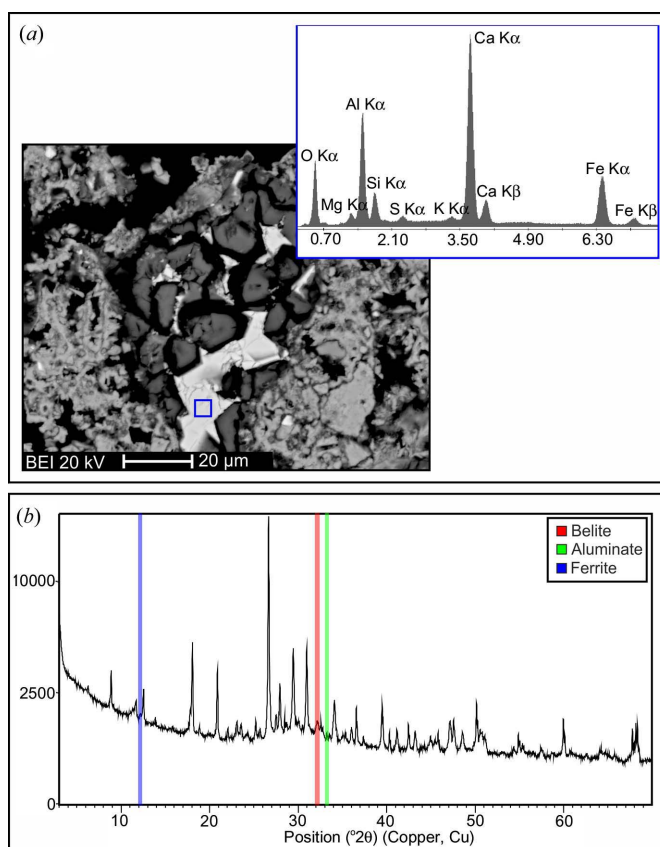 (a)
Ca Kα
Al Kα
O Kα
Mg Kα
Si Kα
S Kα
K Kα
Ca Kβ
Fe Kα
Fe Kβ
0.70 2.10 3.50 4.90 6.30
BEI 20 kV 20 µm
(b)
Belite
Aluminate
Ferrite
10000
2500
0
10 20 30 40 50 60
Position (°2θ) (Copper, Cu)